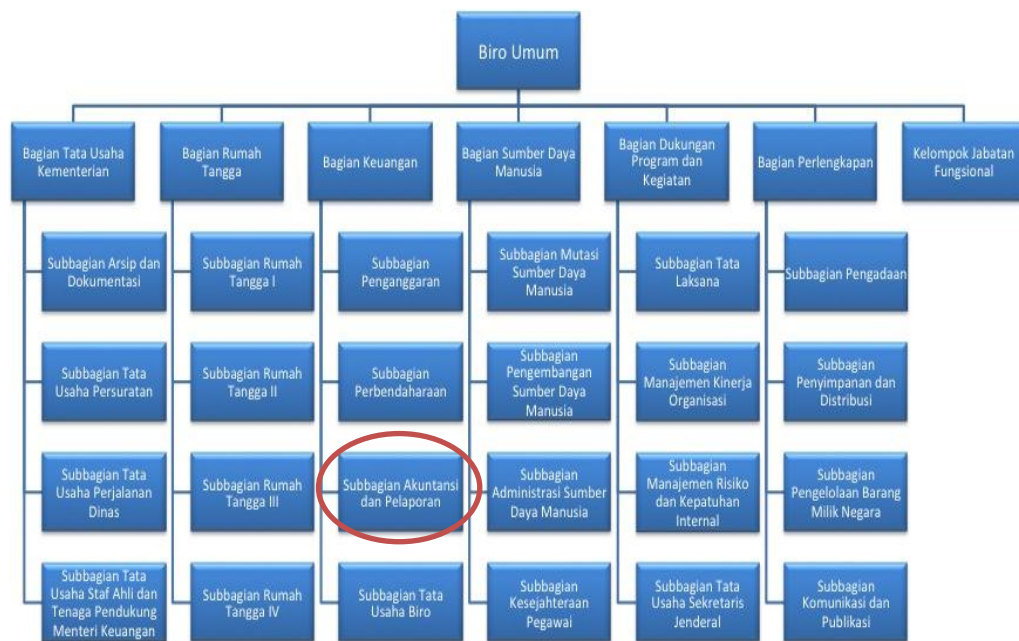 Biro Umum
Bagian Tata Usaha
Kementerian
Bagian Rumah
Tangga
Bagian Keuangan
Bagian Sumber Daya
Manusia
Bagian Dukungan
Program dan
Kegiatan
Bagian Perlengkapan
Kelompok Jabatan
Fungsional
Subbagian Arsip dan
Dokumentasi
Subbagian Rumah
Tangga I
Subbagian
Penganggaran
Subbagian Mutasi
Sumber Daya
Manusia
Subbagian Tata
Laksana
Subbagian Pengadaan
Subbagian Tata
Usaha Persuratan
Subbagian Rumah
Tangga II
Subbagian
Perbendaharaan
Subbagian
Pengembangan
Sumber Daya
Manusia
Subbagian
Manajemen Kinerja
Organisasi
Subbagian
Penyimpanan dan
Distribusi
Subbagian Tata
Usaha Perjalanan
Dinas
Subbagian Rumah
Tangga III
Subbagian Akuntansi
dan Pelaporan
Subbagian
Administrasi Sumber
Daya Manusia
Subbagian
Manajemen Risiko
dan Kepatuhan
Internal
Subbagian
Pengelolaan Barang
Milik Negara
Subbagian Tata
Usaha Staf Ahli dan
Tenaga Pendukung
Menteri Keuangan
Subbagian Rumah
Tangga IV
Subbagian Tata
Usaha Biro
Subbagian
Kesejahteraan
Pegawai
Subbagian Tata
Usaha Sekretaris
Jenderal
Subbagian
Komunikasi dan
Publikasi